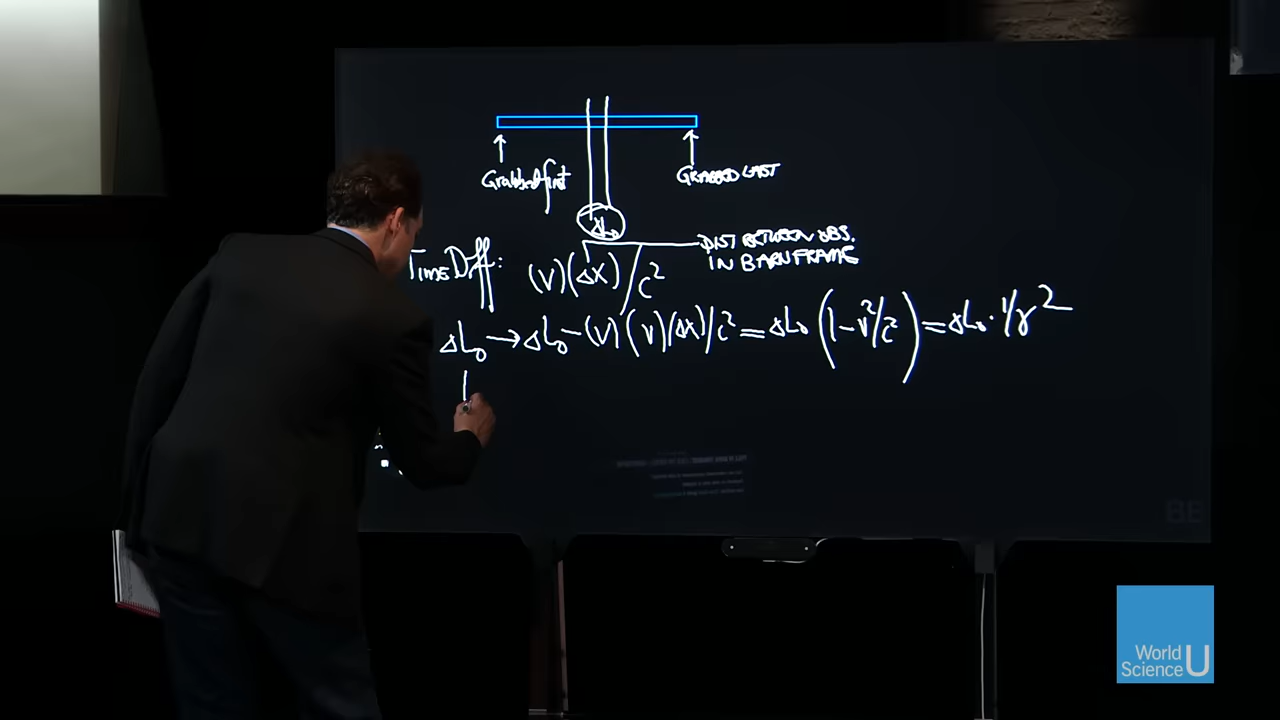 Grabbed first
GRABBED LAST
ΔL₀
DIST BETWEEN OBS.
IN BARN FRAME
Time Diff: (V)(ΔX)/c²
ΔL₀ → ΔL₀ - (V)(V)(ΔX)/c² = ΔL₀ (1 - v²/c²) = ΔL₀ · 1/γ²
BE
World
Science U